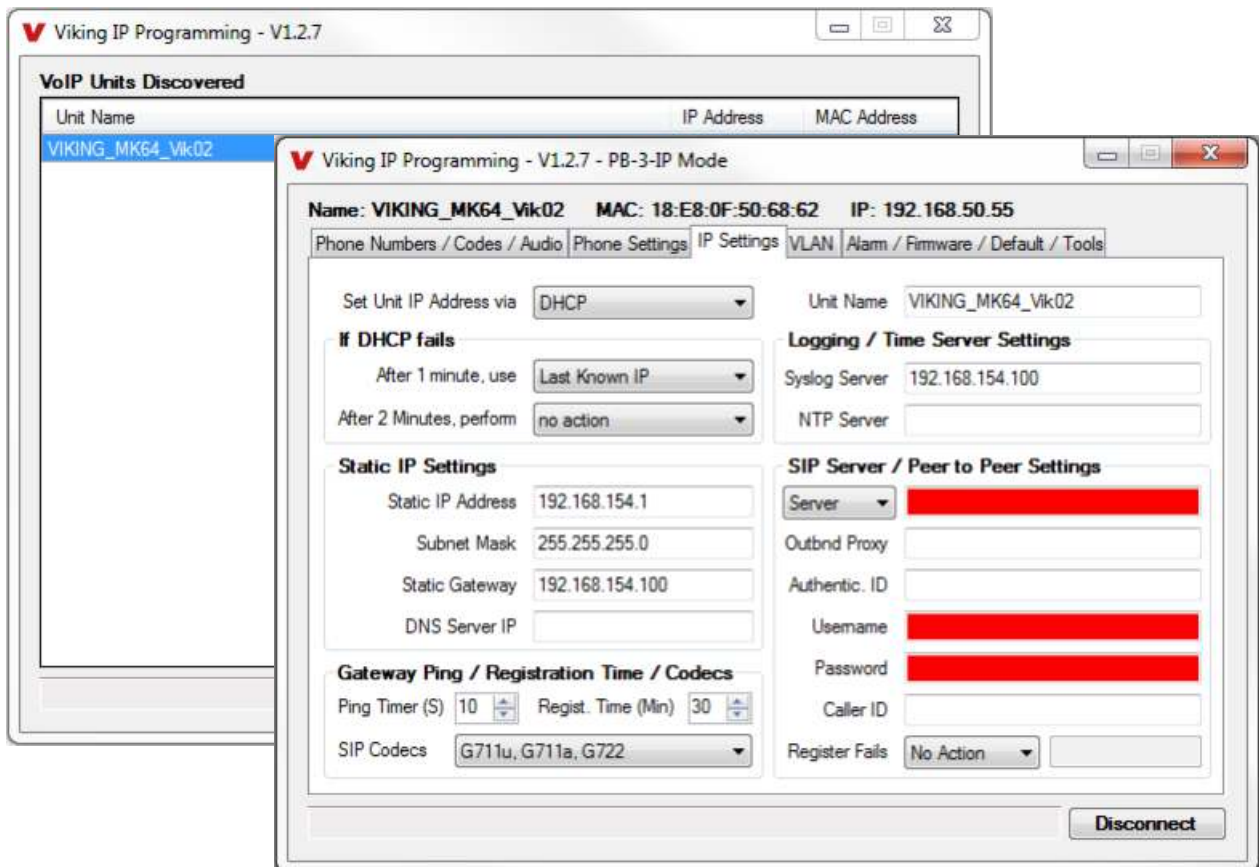 Viking IP Programming - V1.2.7
VoIP Units Discovered
Unit Name IP Address MAC Address
VIKING_MK64_Vik02
Viking IP Programming - V1.2.7 - PB-3-IP Mode
Name: VIKING_MK64_Vik02 MAC: 18:E8:0F:50:68:62 IP: 192.168.50.55
Phone Numbers / Codes / Audio Phone Settings IP Settings VLAN Alarm / Firmware / Default / Tools
Set Unit IP Address via DHCP
If DHCP fails
After 1 minute, use Last Known IP
After 2 Minutes, perform no action
Static IP Settings
Static IP Address 192.168.154.1
Subnet Mask 255.255.255.0
Static Gateway 192.168.154.100
DNS Server IP
Gateway Ping / Registration Time / Codecs
Ping Timer (S) 10 Regist. Time (Min) 30
SIP Codecs G711u, G711a, G722
Unit Name VIKING_MK64_Vik02
Logging / Time Server Settings
Syslog Server 192.168.154.100
NTP Server
SIP Server / Peer to Peer Settings
Server
Outbnd Proxy
Authentic. ID
Username
Password
Caller ID
Register Fails No Action
Disconnect